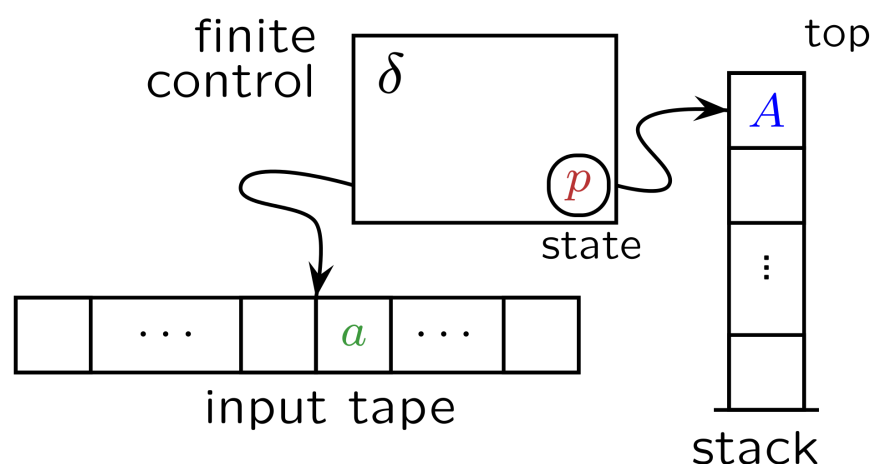 finite
control
δ
top
A
p
state
⋮
··· a ···
input tape
stack